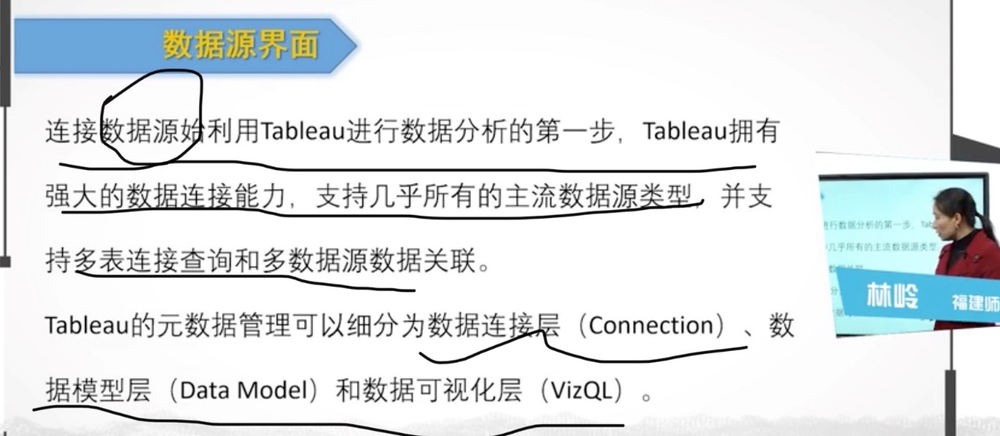 数据源界面
连接数据源始利用Tableau进行数据分析的第一步，Tableau拥有
强大的数据连接能力，支持几乎所有的主流数据源类型，并支
持多表连接查询和多数据源数据关联。
Tableau的元数据管理可以细分为数据连接层（Connection）、数
据模型层（Data Model）和数据可视化层（VizQL）。
行数据分析的第一步，Tab
几乎所有的主流数据源类型
林岭
福建师